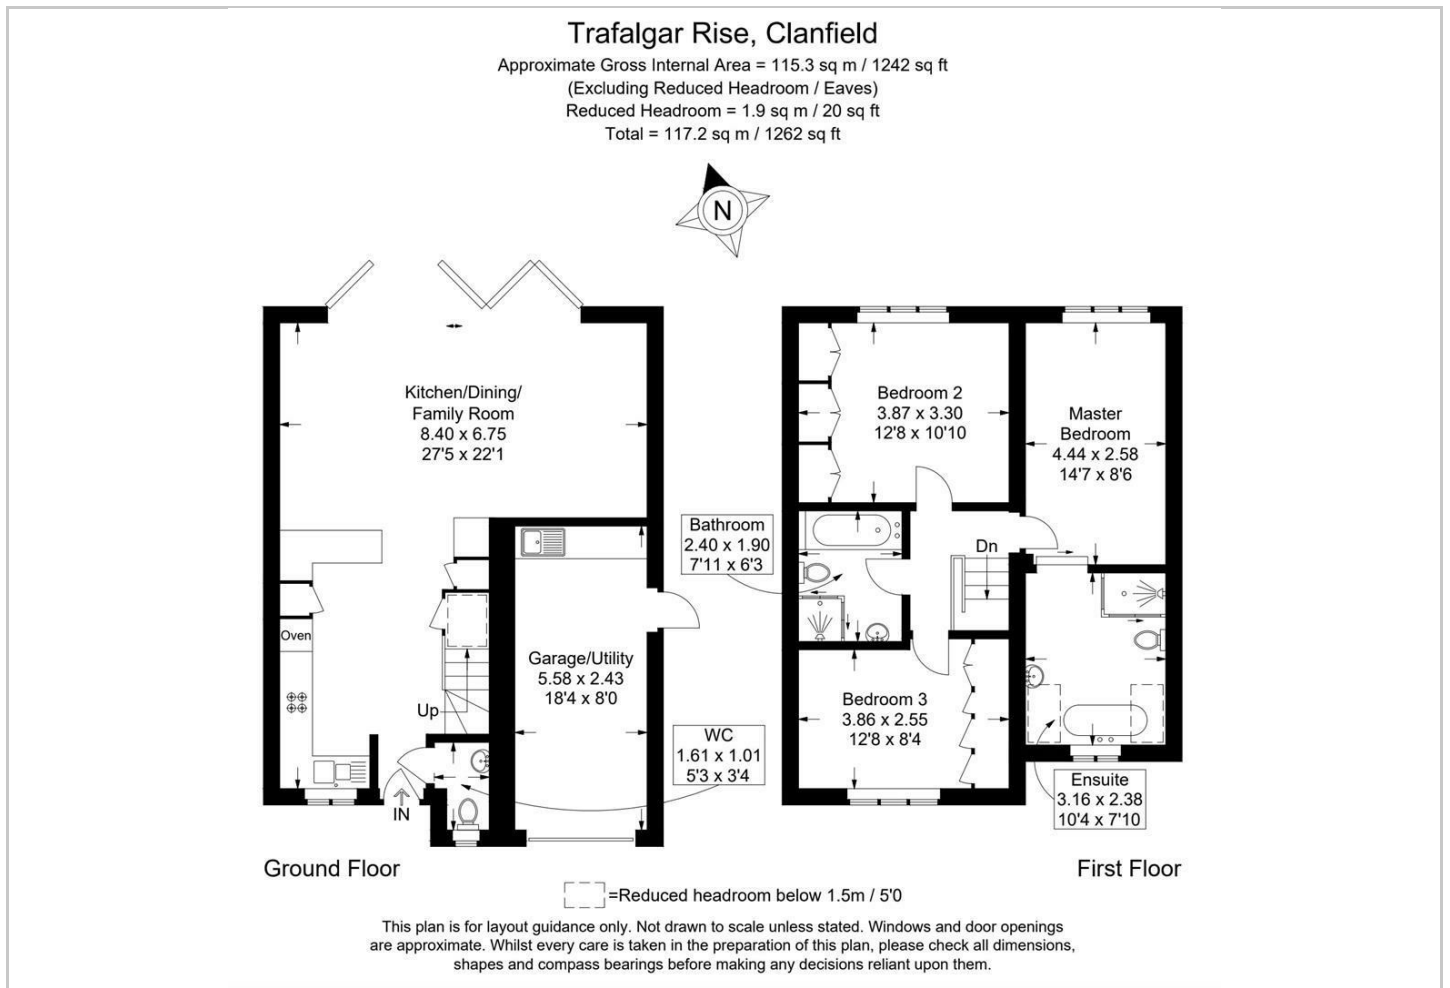 Trafalgar Rise, Clanfield
Approximate Gross Internal Area = 115.3 sq m / 1242 sq ft
(Excluding Reduced Headroom / Eaves)
Reduced Headroom = 1.9 sq m / 20 sq ft
Total = 117.2 sq m / 1262 sq ft
N
Kitchen/Dining/
Family Room
8.40 x 6.75
27'5 x 22'1
Oven
Up
IN
Garage/Utility
5.58 x 2.43
18'4 x 8'0
WC
1.61 x 1.01
5'3 x 3'4
Ground Floor
Bedroom 2
3.87 x 3.30
12'8 x 10'10
Master
Bedroom
4.44 x 2.58
14'7 x 8'6
Bathroom
2.40 x 1.90
7'11 x 6'3
Dn
Bedroom 3
3.86 x 2.55
12'8 x 8'4
Ensuite
3.16 x 2.38
10'4 x 7'10
First Floor
=Reduced headroom below 1.5m / 5'0
This plan is for layout guidance only. Not drawn to scale unless stated. Windows and door openings
are approximate. Whilst every care is taken in the preparation of this plan, please check all dimensions,
shapes and compass bearings before making any decisions reliant upon them.